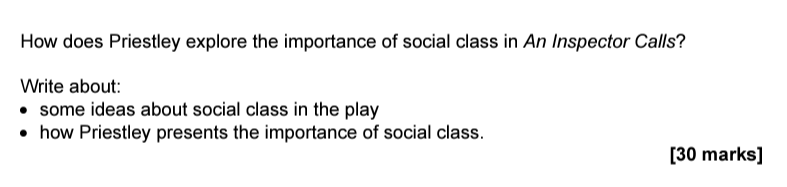 How does Priestley explore the importance of social class in An Inspector Calls?
Write about:
• some ideas about social class in the play
• how Priestley presents the importance of social class.
[30 marks]